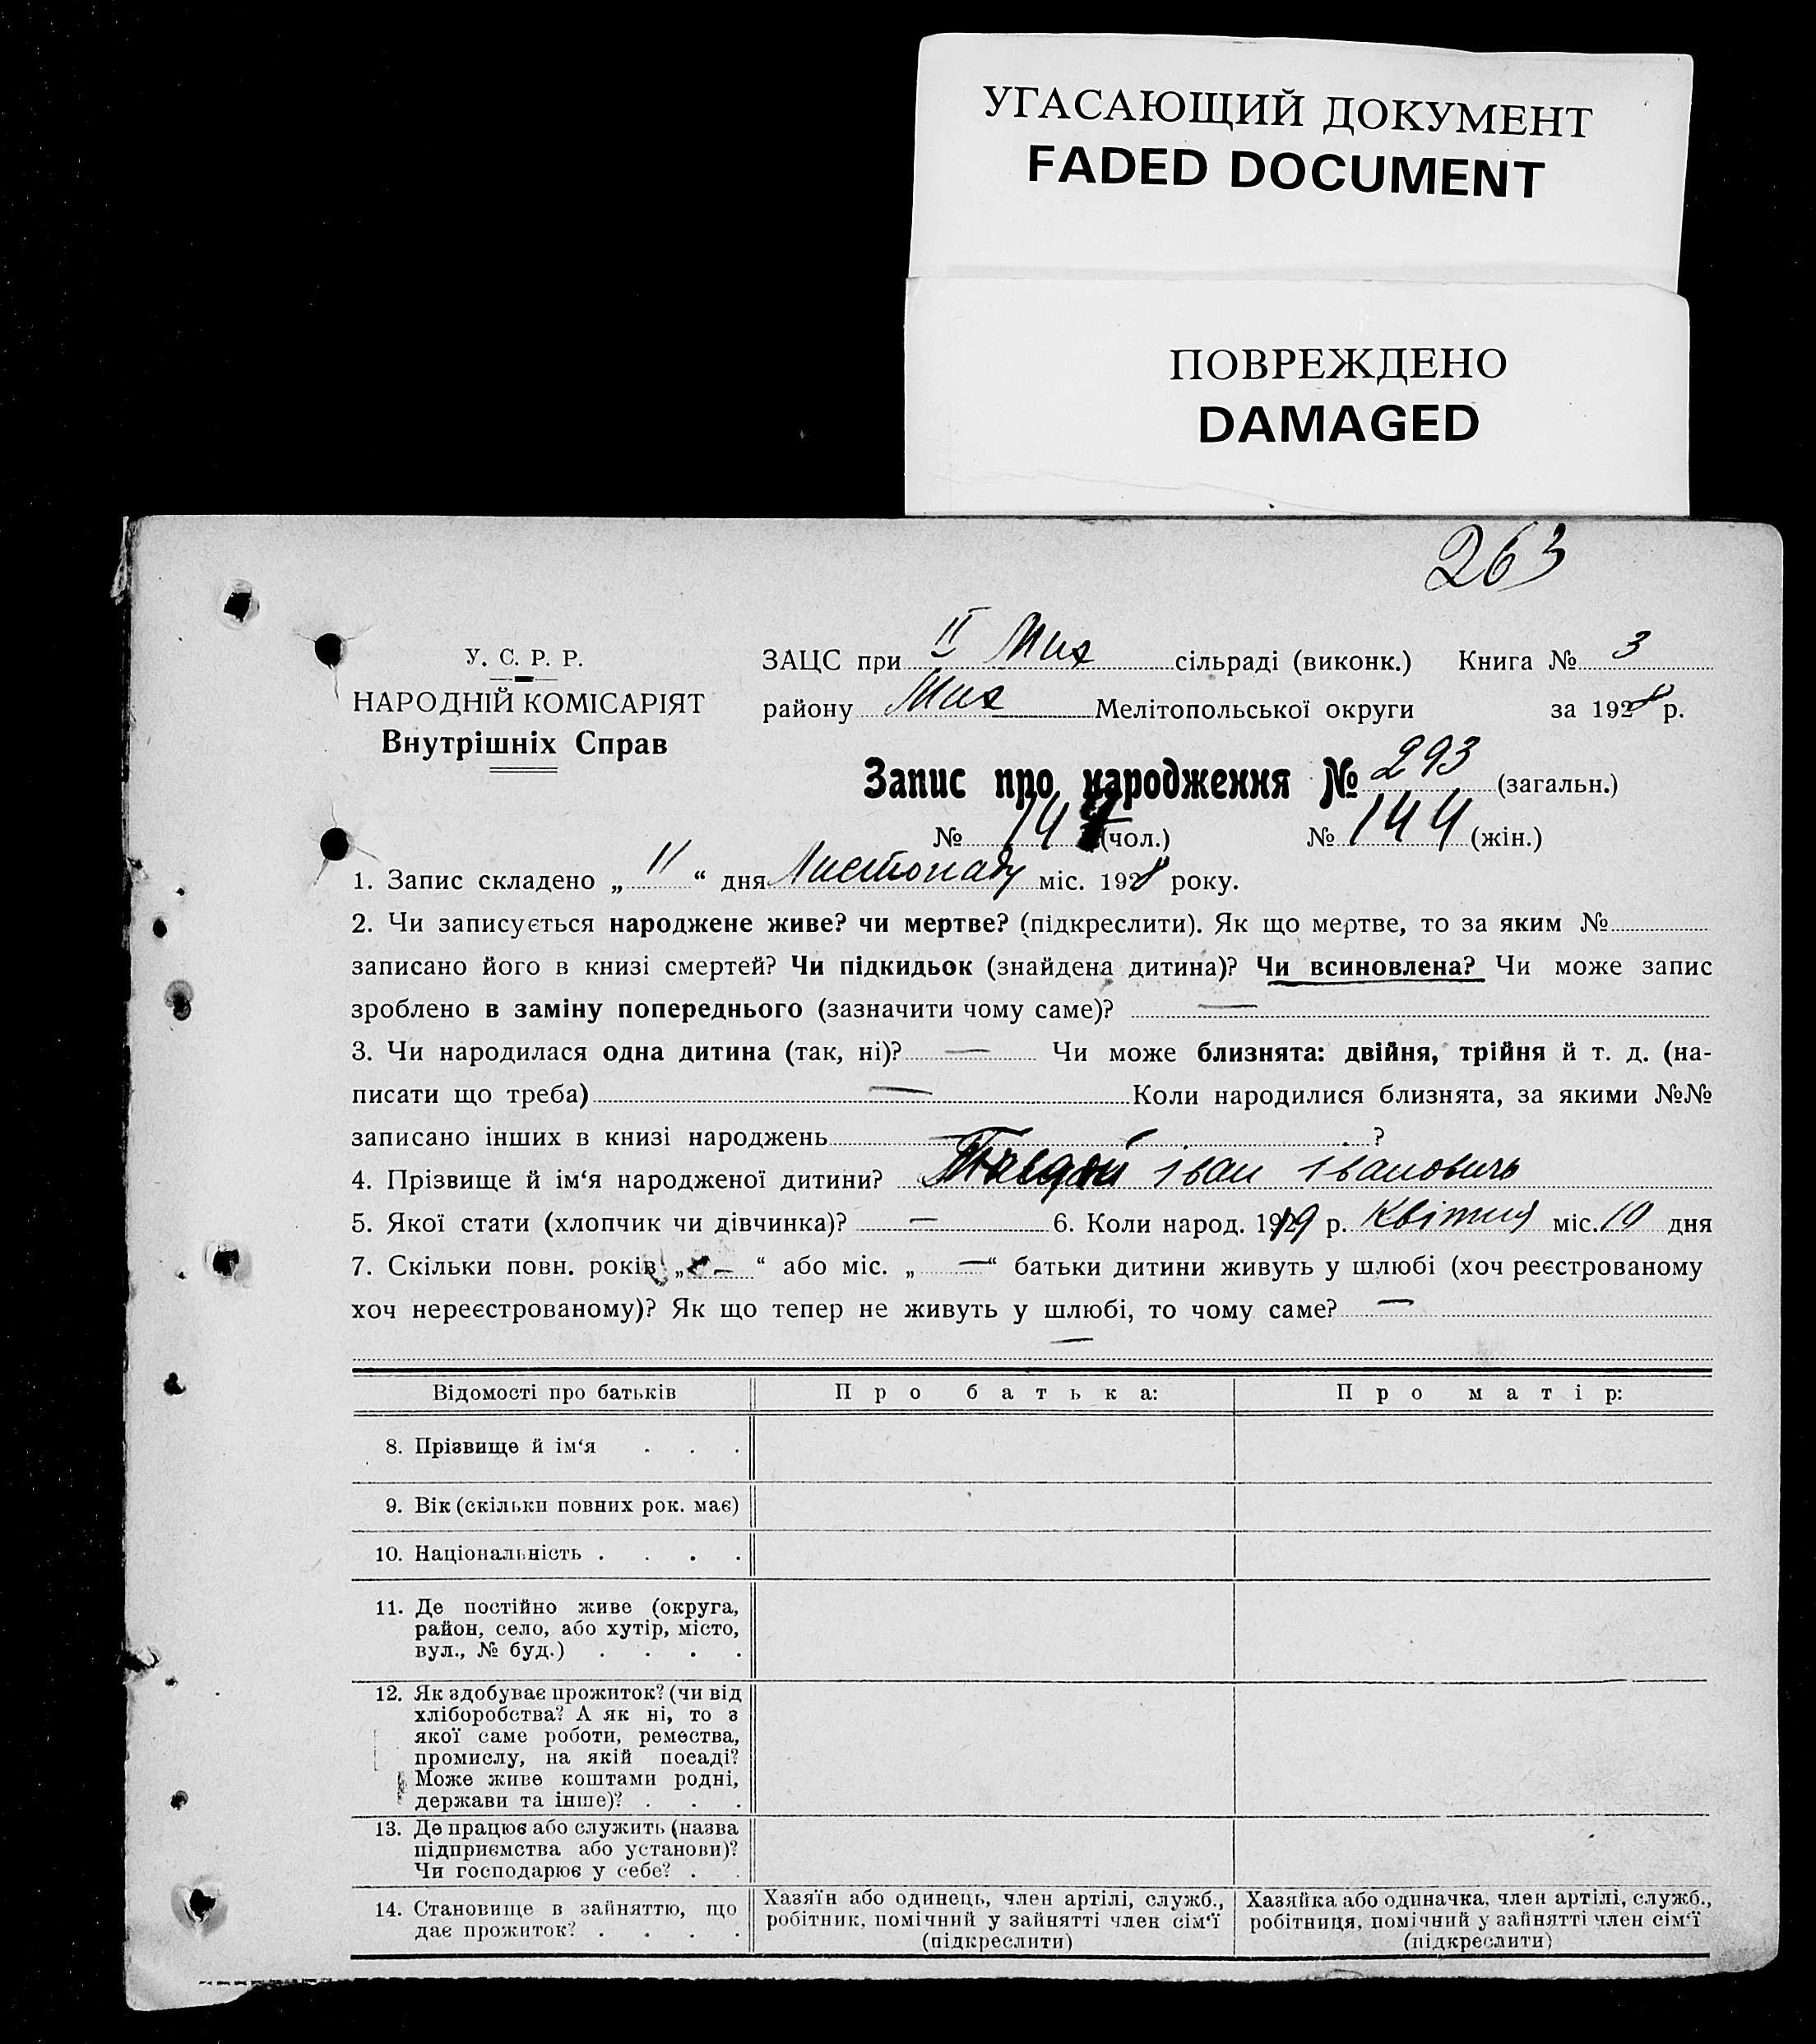 УГАСАЮЩИЙ ДОКУМЕНТ
FADED DOCUMENT
ПОВРЕЖДЕНО
DAMAGED
263
У. С. Р. Р.
НАРОДНІЙ КОМІСАРІЯТ
Внутрішніх Справ
ЗАЦС при II Мих сільраді (виконк.) Книга № 3
району Мих Мелітопольської округи за 1928 р.
Запис про народження № 293 (загальн.)
№ 147 (чол.) № 144 (жін.)
1. Запис складено „ 11 “ дня Листопаду міс. 1928 року.
2. Чи записується народжене живе? чи мертве? (підкреслити). Як що мертве, то за яким №
записано його в книзі смертей? Чи підкидьок (знайдена дитина)? Чи всиновлена? Чи може запис
зроблено в заміну попереднього (зазначити чому саме)? —
3. Чи народилася одна дитина (так, ні)? — Чи може близнята: двійня, трійня й т. д. (на-
писати що треба) — Коли народилися близнята, за якими №№
записано інших в книзі народжень — ?
4. Прізвище й ім‘я народженої дитини? Іван Іванович
5. Якої стати (хлопчик чи дівчинка)? — 6. Коли народ. 1919 р. Квітня міс. 10 дня
7. Скільки повн. років „ — “ або міс. „ — “ батьки дитини живуть у шлюбі (хоч реєстрованому
хоч нереєстрованому)? Як що тепер не живуть у шлюбі, то чому саме? —
—
Відомості про батьків Про батька: Про матір:
8. Прізвище й ім‘я . . .
9. Вік (скільки повних рок. має)
10. Національність . . . .
11. Де постійно живе (округа,
район, село, або хутір, місто,
вул., № буд.) . . . .
12. Як здобуває прожиток? (чи від
хліборобства? А як ні, то з
якої саме роботи, ремества,
промислу, на якій посаді?
Може живе коштами родні,
держави та інше)? . . .
13. Де працює або служить (назва
підприємства або установи)?
Чи господарює у себе? . .
14. Становище в зайняттю, що
дає прожиток? . . . .
Хазяїн або одинець, член артілі, служб.,
робітник, помічний у зайнятті член сім‘ї
(підкреслити)
Хазяйка або одиначка, член артілі, служб.,
робітниця, помічний у зайнятті член сім‘ї
(підкреслити)